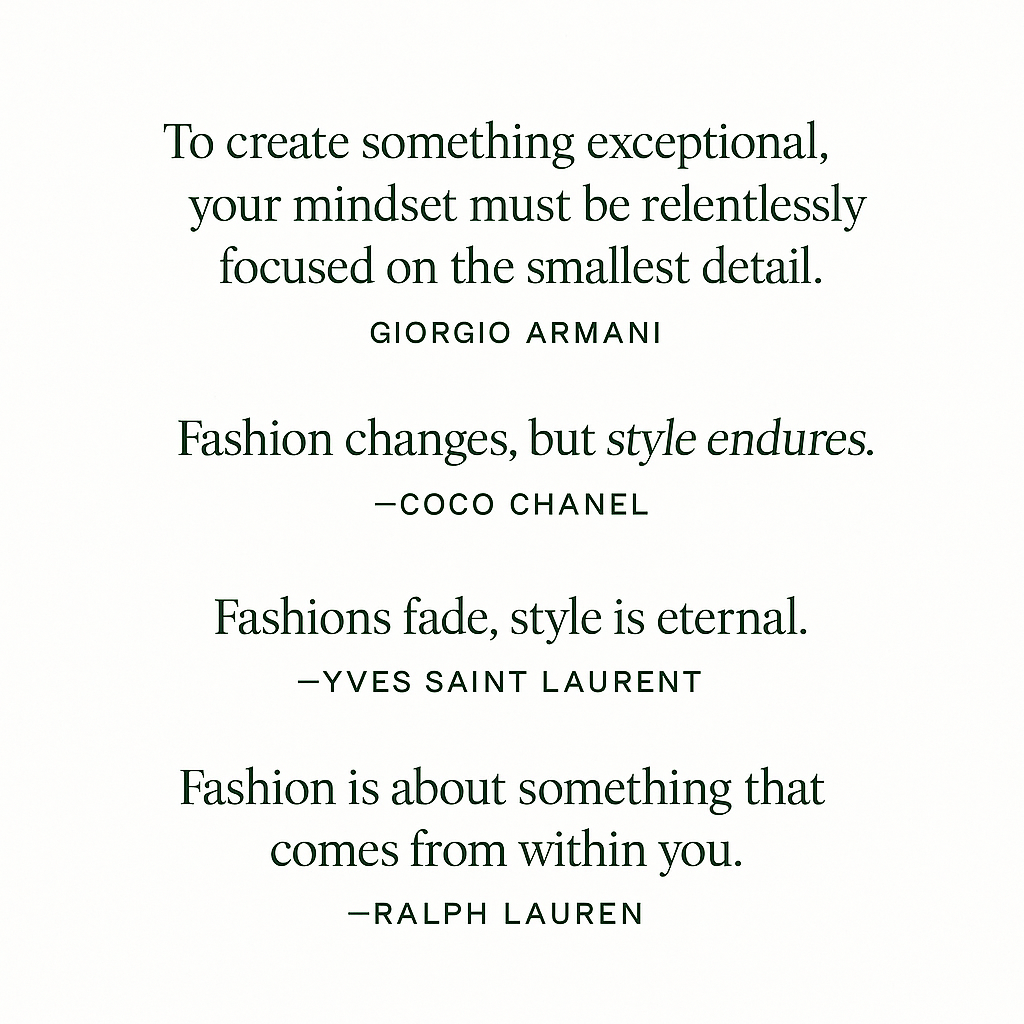 To create something exceptional,
your mindset must be relentlessly
focused on the smallest detail.
GIORGIO ARMANI
Fashion changes, but style endures.
—COCO CHANEL
Fashions fade, style is eternal.
—YVES SAINT LAURENT
Fashion is about something that
comes from within you.
—RALPH LAUREN